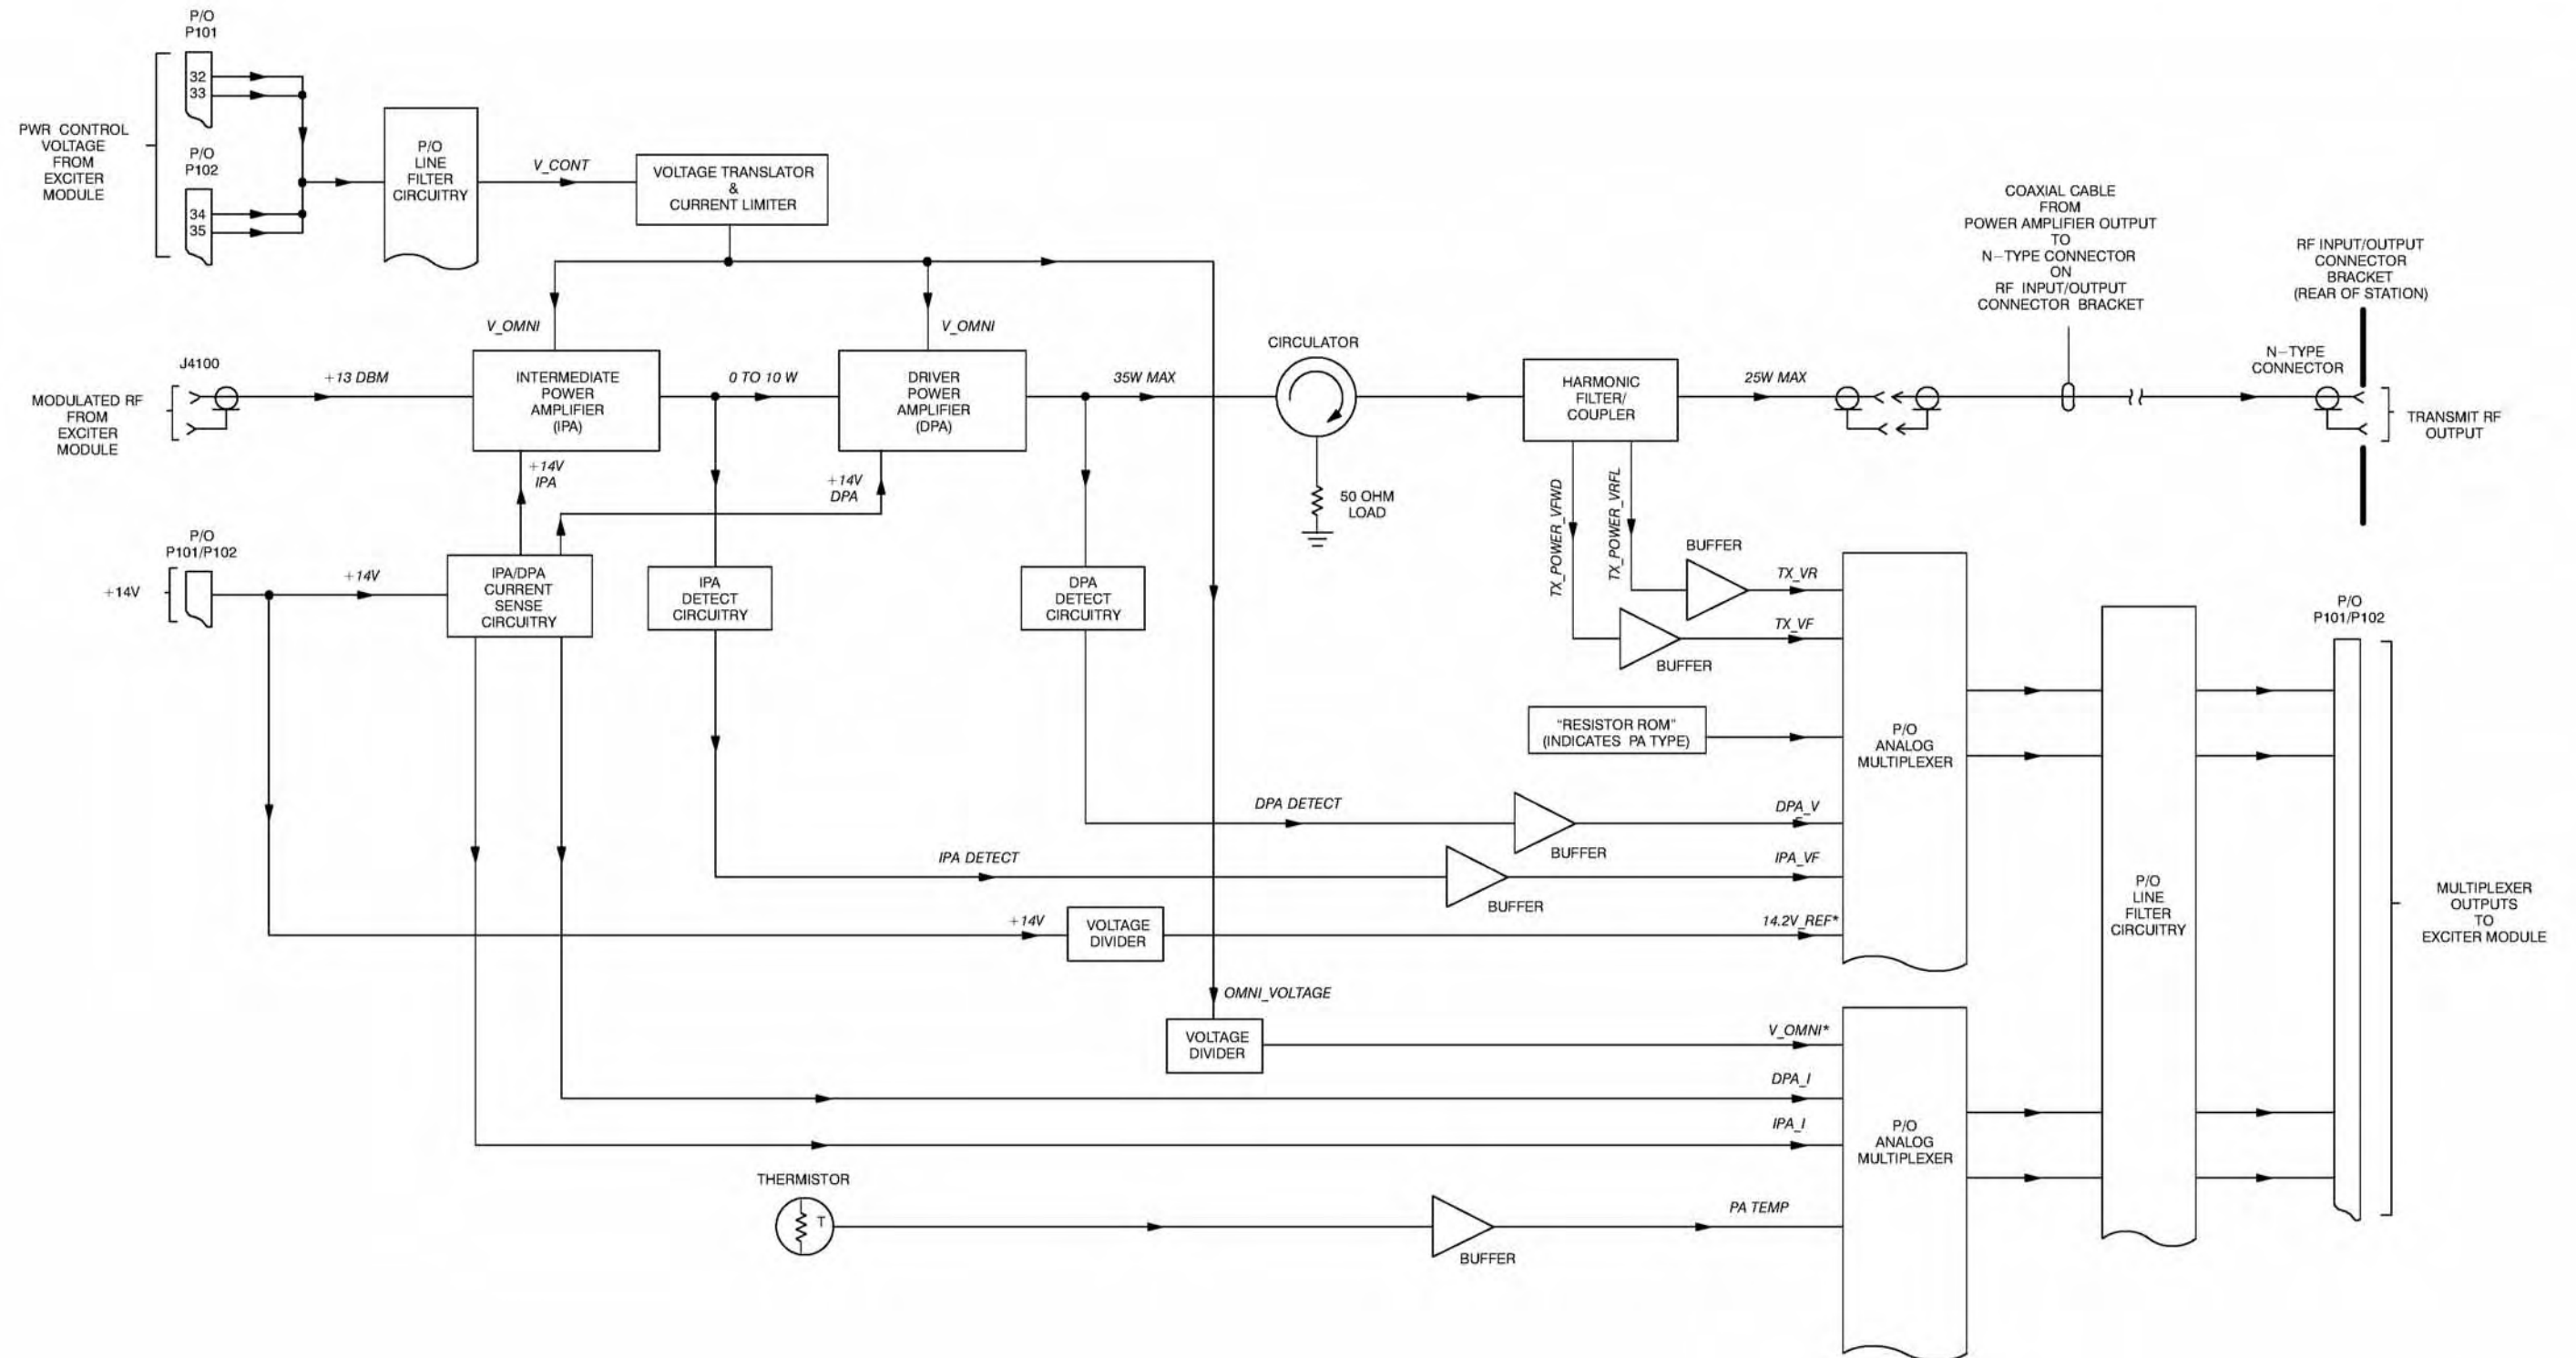 P/O
P101
32
33
PWR CONTROL
VOLTAGE
FROM
EXCITER
MODULE
P/O
P102
34
35
P/O
LINE
FILTER
CIRCUITRY
V_CONT
VOLTAGE TRANSLATOR
&
CURRENT LIMITER
V_OMNI
V_OMNI
J4100
MODULATED RF
FROM
EXCITER
MODULE
+13 DBM
INTERMEDIATE
POWER
AMPLIFIER
(IPA)
0 TO 10 W
DRIVER
POWER
AMPLIFIER
(DPA)
35W MAX
CIRCULATOR
50 OHM
LOAD
HARMONIC
FILTER/
COUPLER
25W MAX
COAXIAL CABLE
FROM
POWER AMPLIFIER OUTPUT
TO
N-TYPE CONNECTOR
ON
RF INPUT/OUTPUT
CONNECTOR BRACKET
RF INPUT/OUTPUT
CONNECTOR
BRACKET
(REAR OF STATION)
N-TYPE
CONNECTOR
TRANSMIT RF
OUTPUT
+14V
IPA
+14V
DPA
P/O
P101/P102
+14V
+14V
IPA/DPA
CURRENT
SENSE
CIRCUITRY
IPA
DETECT
CIRCUITRY
DPA
DETECT
CIRCUITRY
TX_POWER_VFWD
TX_POWER_VRFL
BUFFER
TX_VR
TX_VF
BUFFER
"RESISTOR ROM"
(INDICATES PA TYPE)
P/O
ANALOG
MULTIPLEXER
DPA DETECT
DPA_V
BUFFER
IPA DETECT
IPA_VF
BUFFER
+14V
VOLTAGE
DIVIDER
14.2V_REF*
OMNI_VOLTAGE
VOLTAGE
DIVIDER
V_OMNI*
DPA_I
IPA_I
P/O
ANALOG
MULTIPLEXER
THERMISTOR
T
BUFFER
PA TEMP
P/O
LINE
FILTER
CIRCUITRY
P/O
P101/P102
MULTIPLEXER
OUTPUTS
TO
EXCITER MODULE